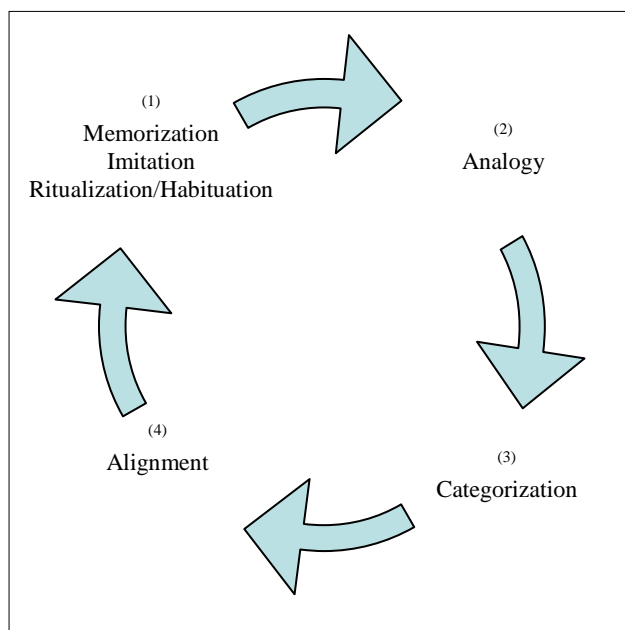 (1)
Memorization
Imitation
Ritualization/Habituation
(2)
Analogy
(3)
Categorization
(4)
Alignment